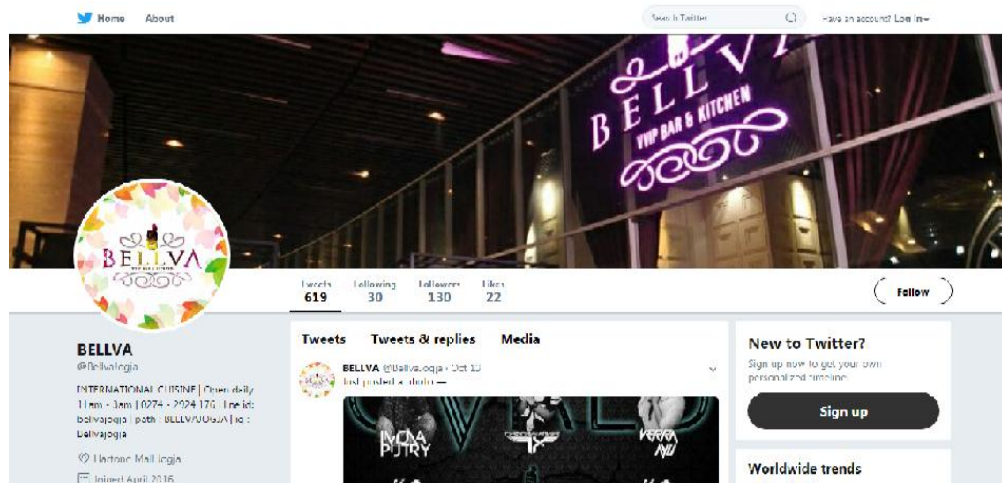 Home About
Search Twitter
Have an account? Log in
BELLVA
VVIP BAR & KITCHEN
BELLVA
Tweets Following Followers Likes
619 30 130 22
Follow
BELLVA
@BellvaJogja
INTERNATIONAL CUISINE | Open daily
11am - 3am | 0274 - 2924 176 | line id:
bellvajogja | path : BELLVAJOGJA | ig :
bellvajogja
Hartono Mall Jogja
Joined April 2016
Tweets Tweets & replies Media
BELLVA @BellvaJogja · Oct 13
Just posted a photo —
PUTRY
New to Twitter?
Sign up now to get your own
personalized timeline
Sign up
Worldwide trends